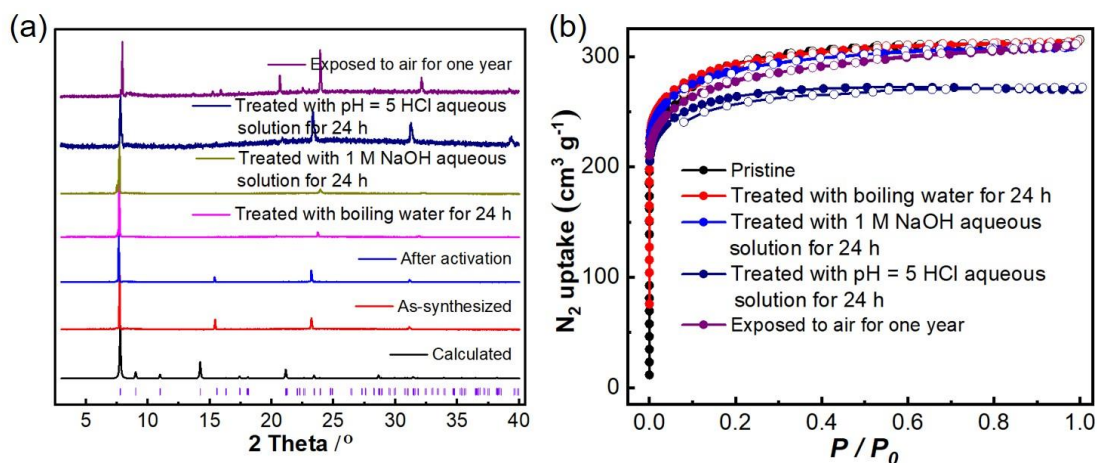 (a)
Exposed to air for one year
Treated with pH = 5 HCl aqueous
solution for 24 h
Treated with 1 M NaOH aqueous
solution for 24 h
Treated with boiling water for 24 h
After activation
As-synthesized
Calculated
5 10 15 20 25 30 35 40
2 Theta /°
(b)
N₂ uptake (cm³ g⁻¹)
300
200
100
0
Pristine
Treated with boiling water for 24 h
Treated with 1 M NaOH aqueous
solution for 24 h
Treated with pH = 5 HCl aqueous
solution for 24 h
Exposed to air for one year
0.0 0.2 0.4 0.6 0.8 1.0
P / P₀